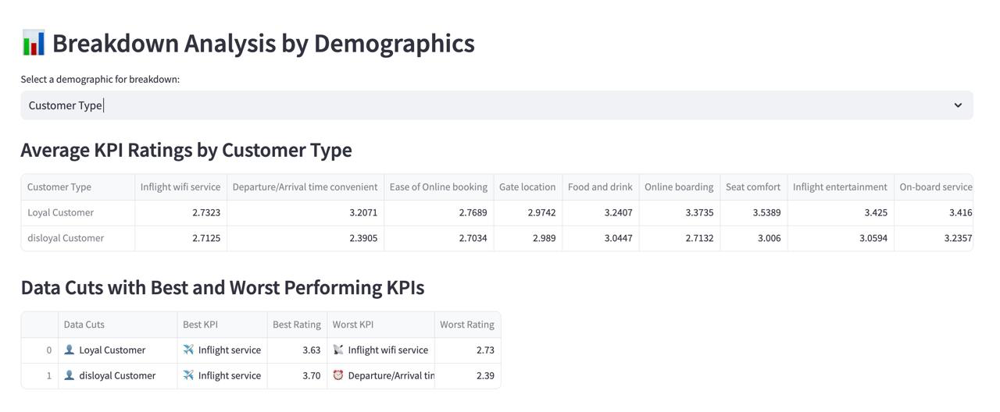 Breakdown Analysis by Demographics
Select a demographic for breakdown:
Customer Type
Average KPI Ratings by Customer Type
Customer Type Inflight wifi service Departure/Arrival time convenient Ease of Online booking Gate location Food and drink Online boarding Seat comfort Inflight entertainment On-board service
Loyal Customer 2.7323 3.2071 2.7689 2.9742 3.2407 3.3735 3.5389 3.425 3.416
disloyal Customer 2.7125 2.3905 2.7034 2.989 3.0447 2.7132 3.006 3.0594 3.2357
Data Cuts with Best and Worst Performing KPIs
Data Cuts Best KPI Best Rating Worst KPI Worst Rating
0 Loyal Customer Inflight service 3.63 Inflight wifi service 2.73
1 disloyal Customer Inflight service 3.70 Departure/Arrival tin 2.39